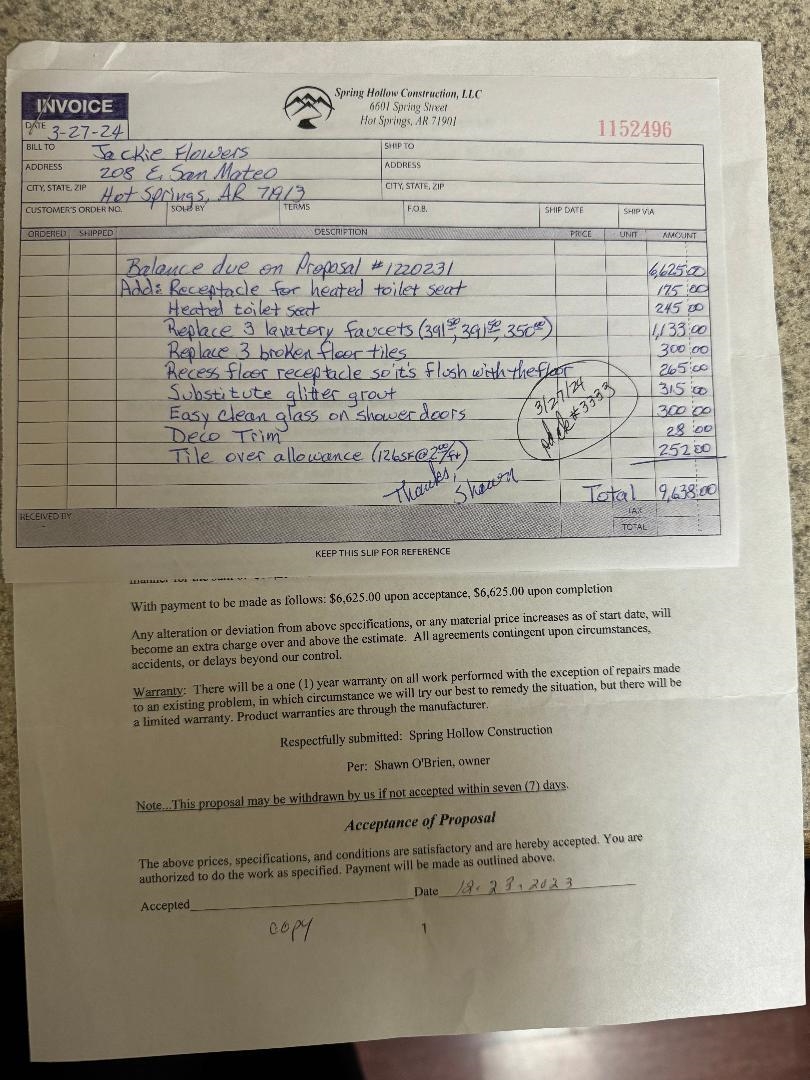 Spring Hollow Construction, LLC
6601 Spring Street
Hot Springs, AR 71901
INVOICE
1152496
DATE 3-27-24
BILL TO Jackie Flowers SHIP TO
ADDRESS 208 E. San Mateo ADDRESS
CITY, STATE, ZIP Hot Springs, AR 71913 CITY, STATE, ZIP
CUSTOMER'S ORDER NO. SOLD BY TERMS F.O.B. SHIP DATE SHIP VIA
ORDERED SHIPPED DESCRIPTION PRICE UNIT AMOUNT
Balance due on Proposal #1220231 6,625.00
Add: Receptacle for heated toilet seat 175 00
Heated toilet seat 245 00
Replace 3 lavatory faucets (391.50, 391.50, 350.00) 1,133.00
Replace 3 broken floor tiles 300 00
Recess floor receptacle so it's flush with the floor 265.00
Substitute glitter grout 315 00
Easy clean glass on shower doors 300 00
Deco Trim 28 00
Tile over allowance (126SF@2.00/ft) 252 00
3/27/24
#3333
Thanks,
Shawn
Total 9,638.00
RECEIVED BY
TAX
TOTAL
KEEP THIS SLIP FOR REFERENCE
With payment to be made as follows: $6,625.00 upon acceptance, $6,625.00 upon completion
Any alteration or deviation from above specifications, or any material price increases as of start date, will
become an extra charge over and above the estimate. All agreements contingent upon circumstances,
accidents, or delays beyond our control.
Warranty: There will be a one (1) year warranty on all work performed with the exception of repairs made
to an existing problem, in which circumstance we will try our best to remedy the situation, but there will be
a limited warranty. Product warranties are through the manufacturer.
Respectfully submitted: Spring Hollow Construction
Per: Shawn O'Brien, owner
Note...This proposal may be withdrawn by us if not accepted within seven (7) days.
Acceptance of Proposal
The above prices, specifications, and conditions are satisfactory and are hereby accepted. You are
authorized to do the work as specified. Payment will be made as outlined above.
Accepted Date 12.23.2023
copy
1